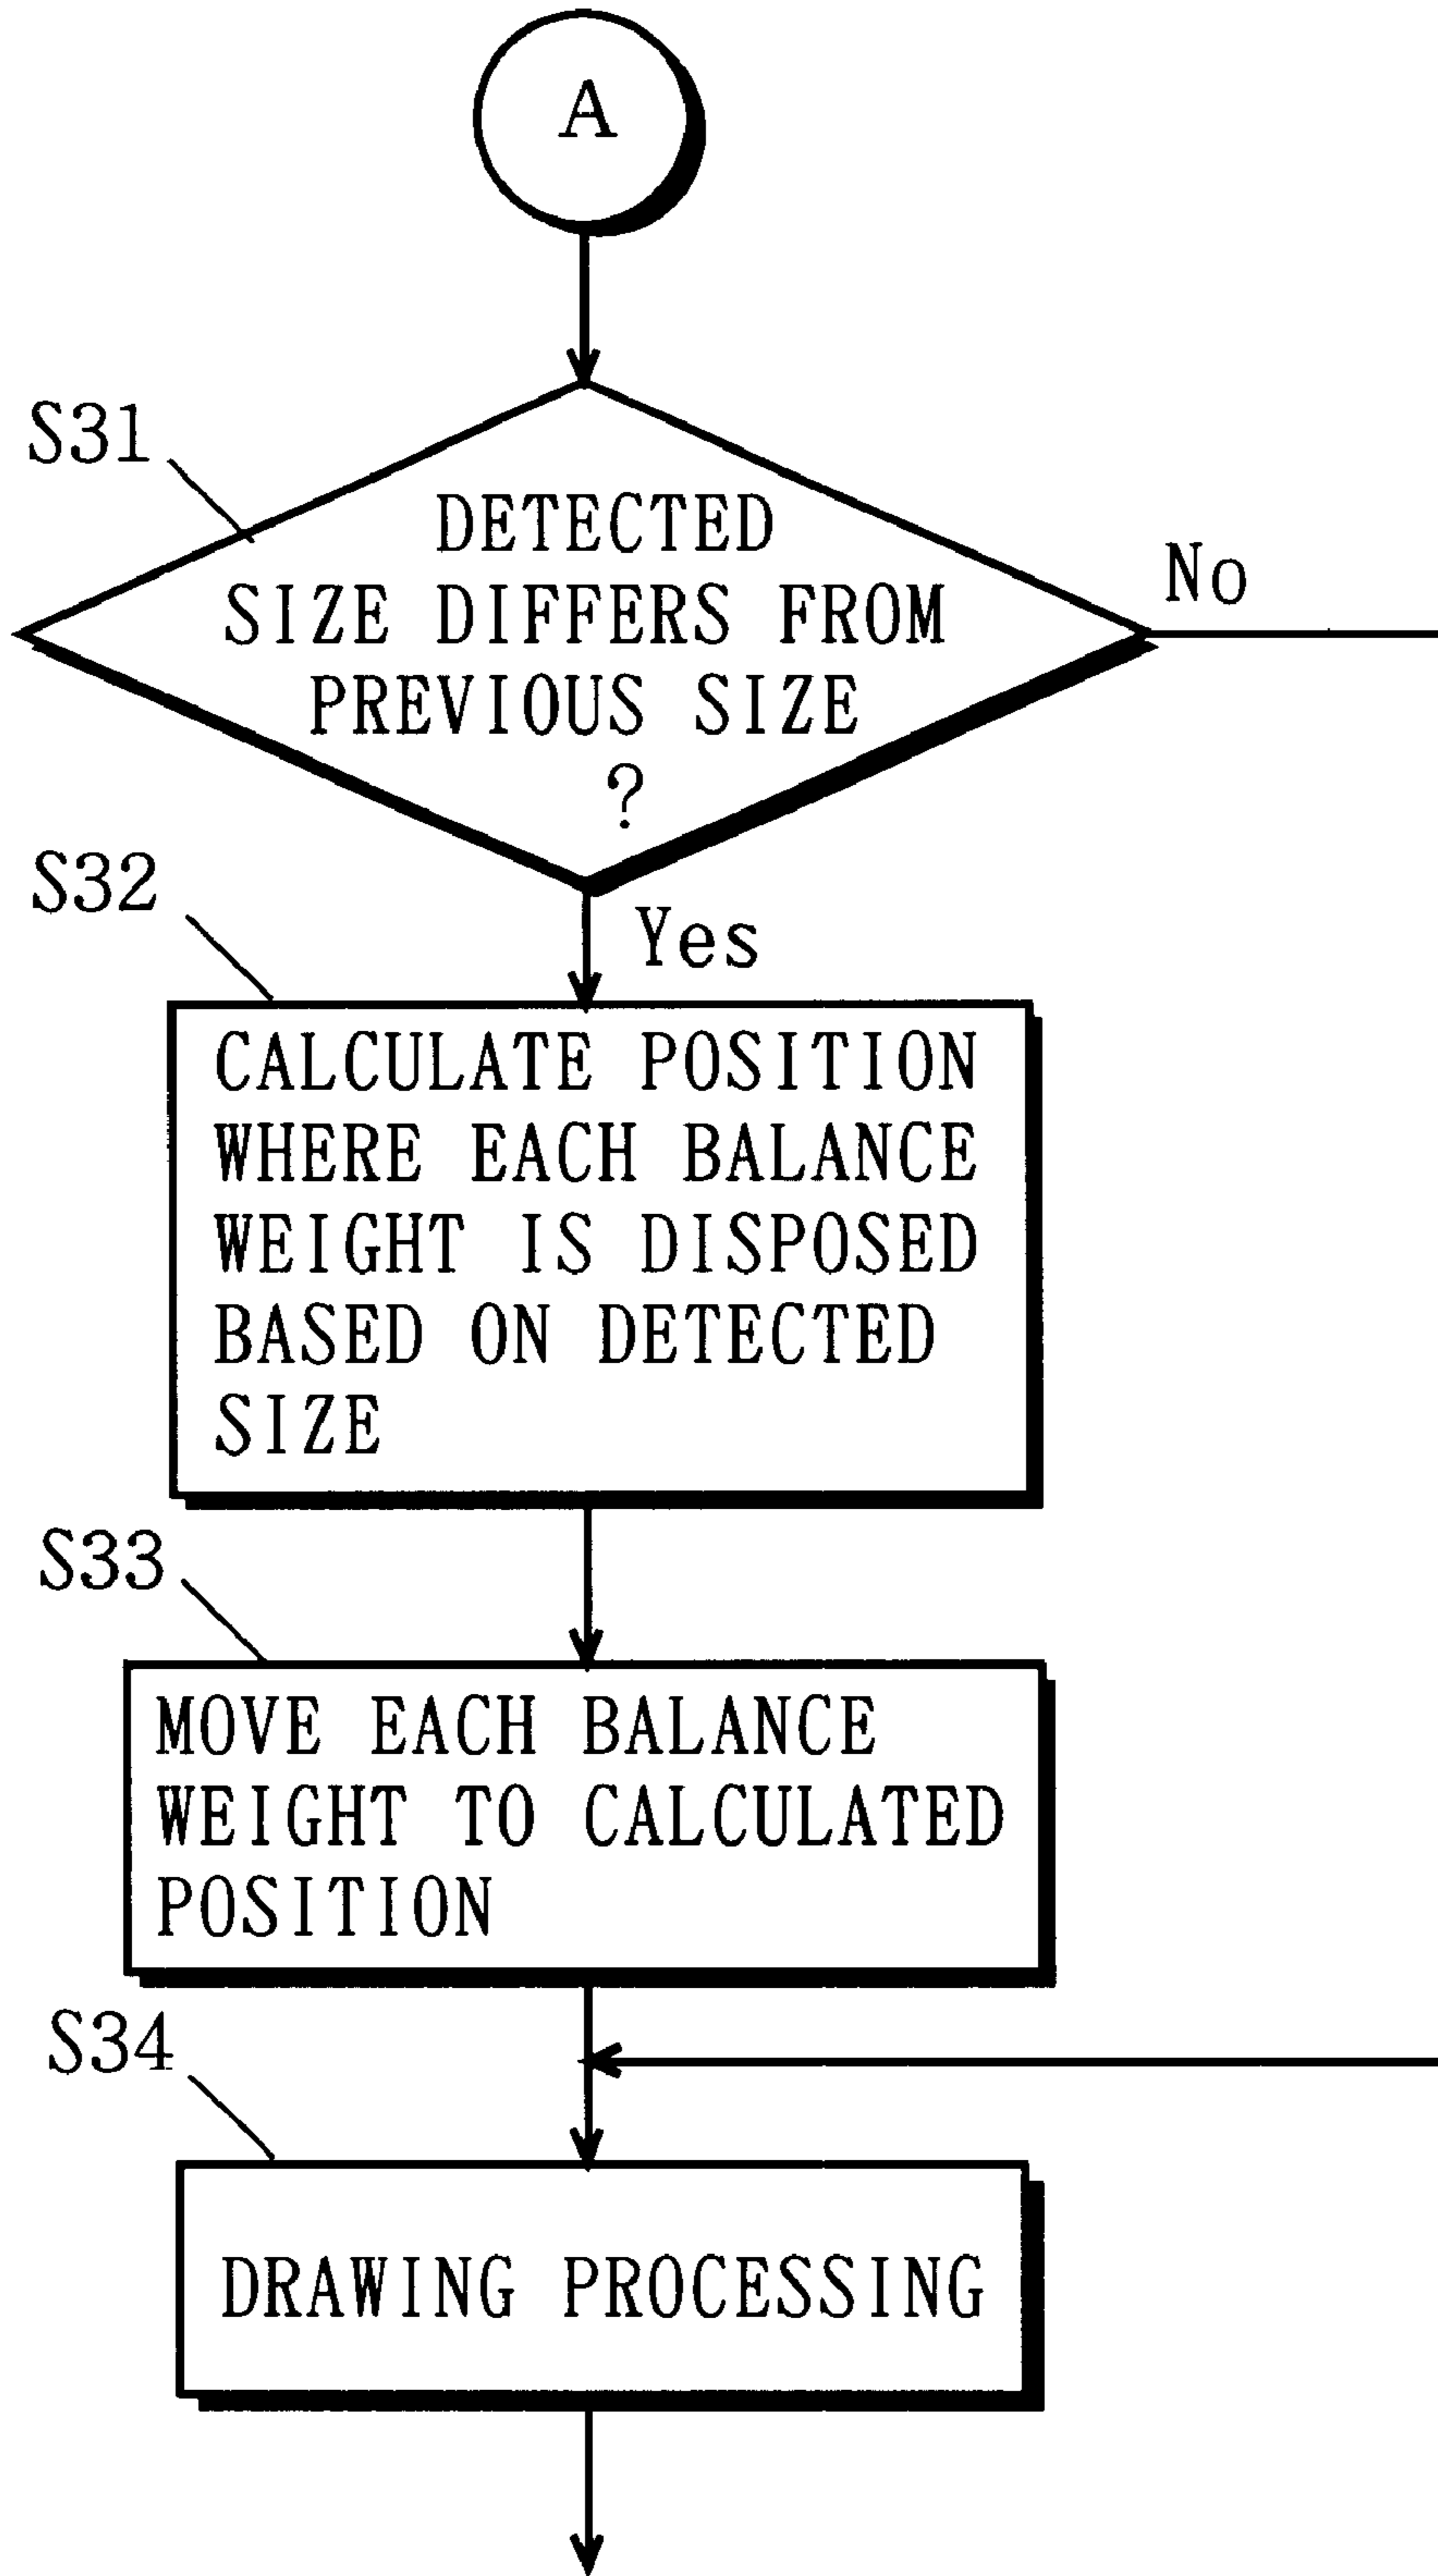 A
S31
DETECTED
SIZE DIFFERS FROM
PREVIOUS SIZE
?
No
S32
Yes
CALCULATE POSITION
WHERE EACH BALANCE
WEIGHT IS DISPOSED
BASED ON DETECTED
SIZE
S33
MOVE EACH BALANCE
WEIGHT TO CALCULATED
POSITION
S34
DRAWING PROCESSING